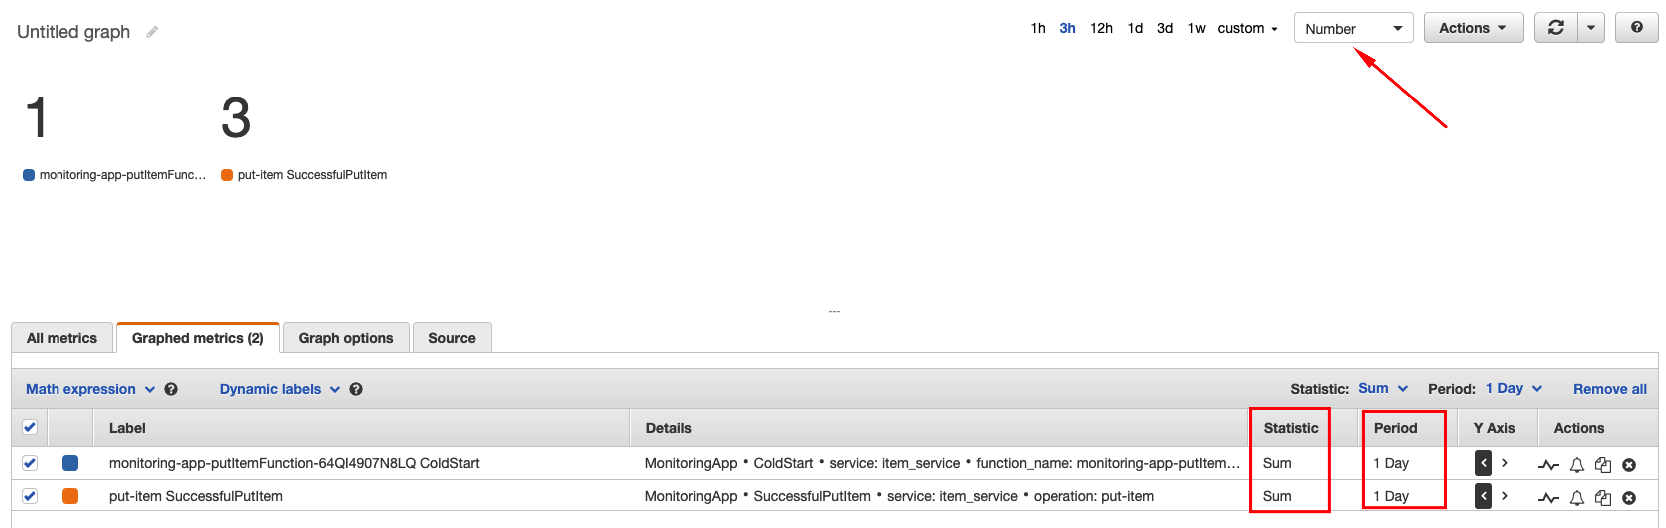 Untitled graph
1h 3h 12h 1d 3d 1w custom Number Actions
1 3
monitoring-app-putItemFunc... put-item SuccessfulPutItem
All metrics Graphed metrics (2) Graph options Source
Math expression Dynamic labels Statistic: Sum Period: 1 Day Remove all
Label Details Statistic Period Y Axis Actions
monitoring-app-putItemFunction-64QI4907N8LQ ColdStart MonitoringApp • ColdStart • service: item_service • function_name: monitoring-app-putItem... Sum 1 Day
put-item SuccessfulPutItem MonitoringApp • SuccessfulPutItem • service: item_service • operation: put-item Sum 1 Day